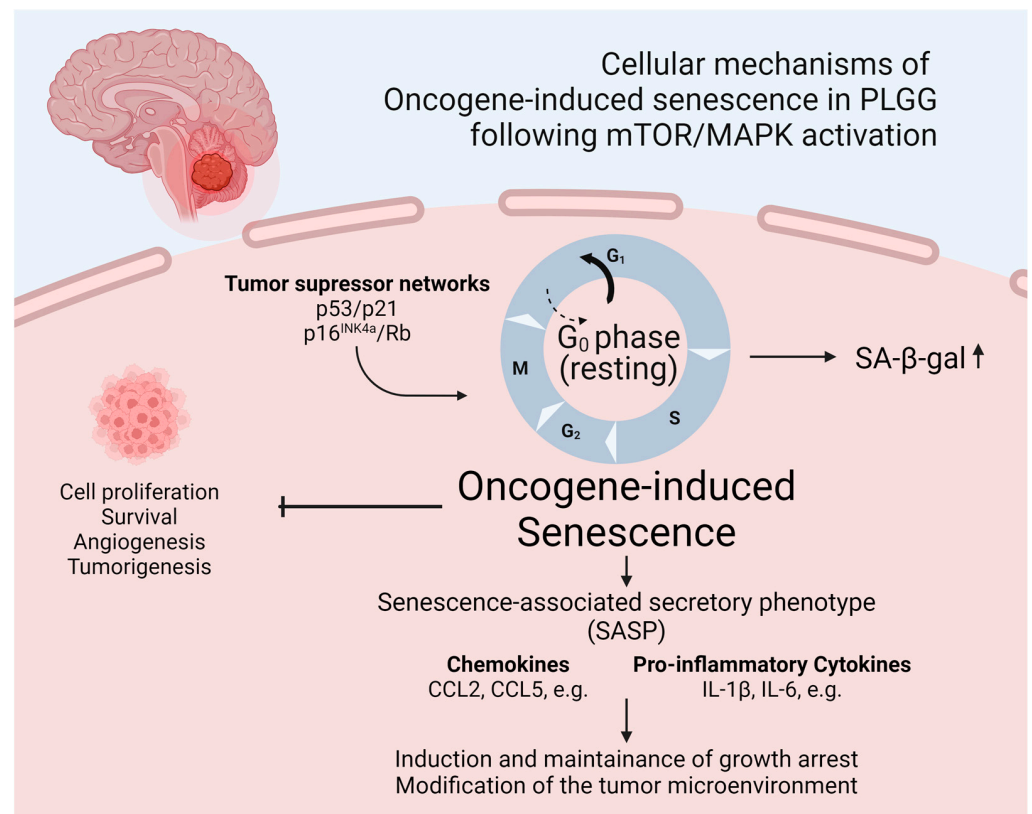 Cellular mechanisms of
Oncogene-induced senescence in PLGG
following mTOR/MAPK activation
Tumor supressor networks
p53/p21
p16^INK4a/Rb
G₁
G₀ phase
(resting)
M
G₂
S
SA-β-gal
Cell proliferation
Survival
Angiogenesis
Tumorigenesis
Oncogene-induced
Senescence
Senescence-associated secretory phenotype
(SASP)
Chemokines
CCL2, CCL5, e.g.
Pro-inflammatory Cytokines
IL-1β, IL-6, e.g.
Induction and maintainance of growth arrest
Modification of the tumor microenvironment